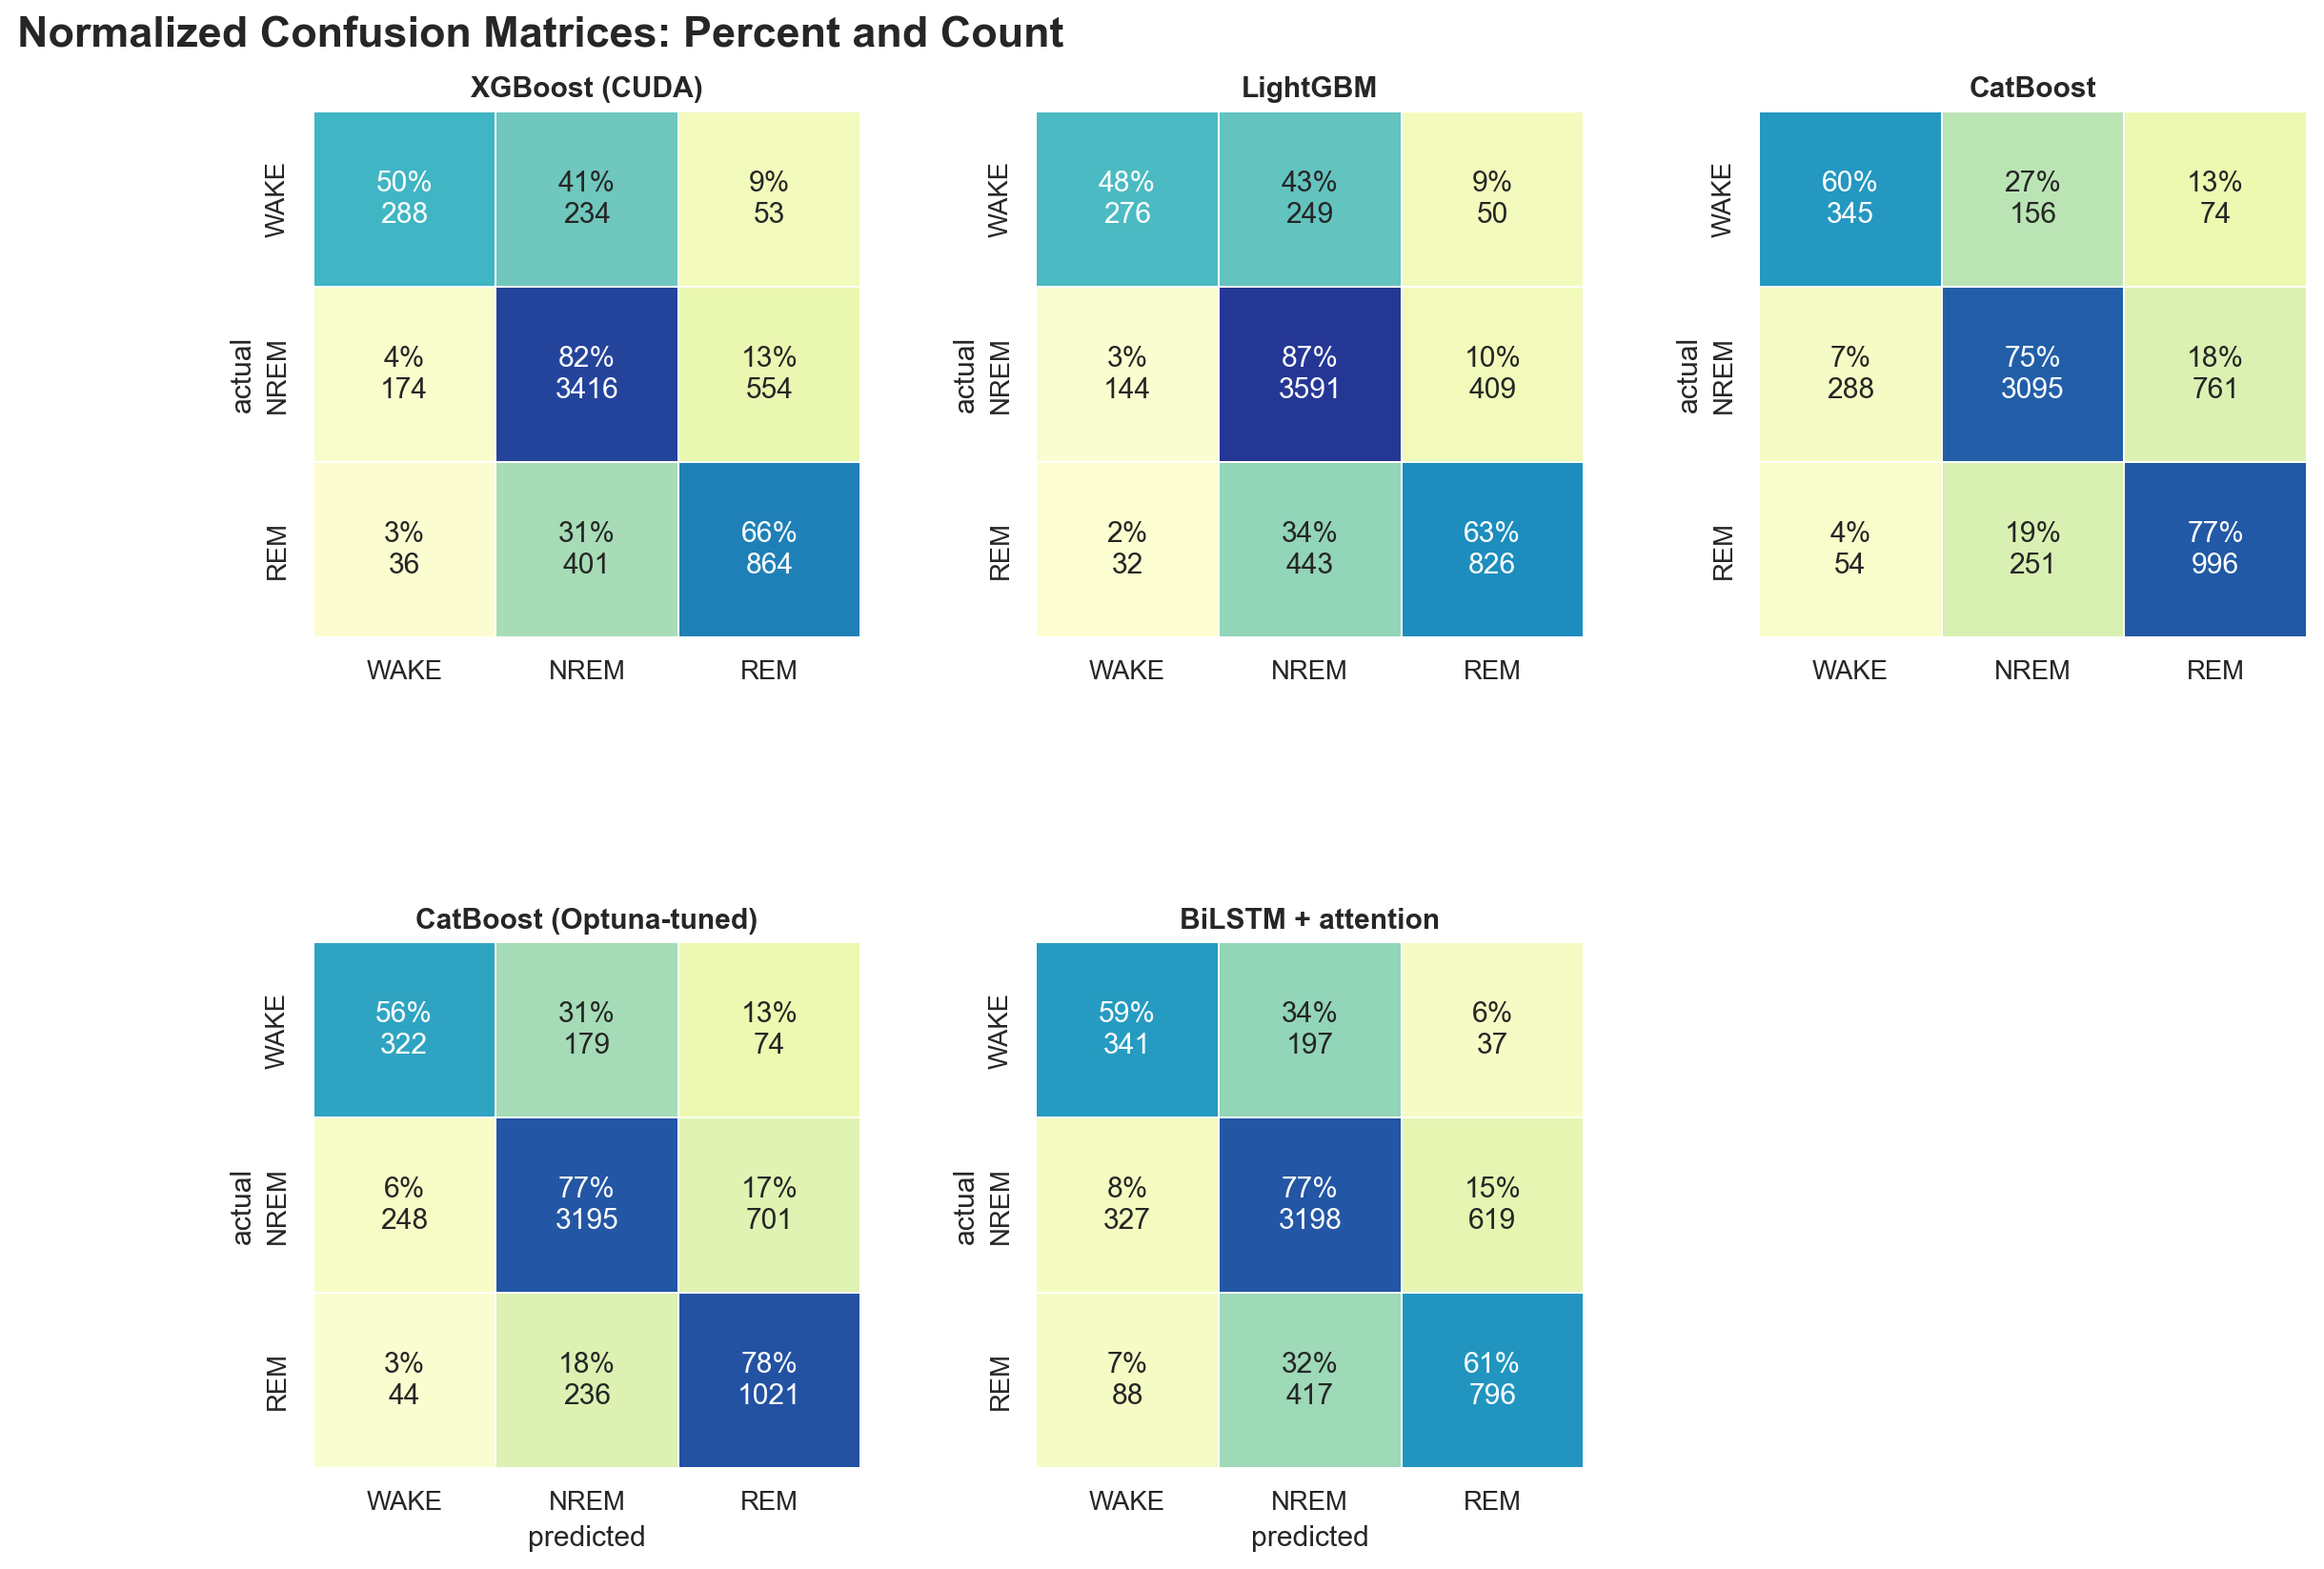 Normalized Confusion Matrices: Percent and Count
XGBoost (CUDA)
WAKE
50%
288
41%
234
9%
53
actual
NREM
4%
174
82%
3416
13%
554
REM
3%
36
31%
401
66%
864
WAKE NREM REM
LightGBM
WAKE
48%
276
43%
249
9%
50
actual
NREM
3%
144
87%
3591
10%
409
REM
2%
32
34%
443
63%
826
WAKE NREM REM
CatBoost
WAKE
60%
345
27%
156
13%
74
actual
NREM
7%
288
75%
3095
18%
761
REM
4%
54
19%
251
77%
996
WAKE NREM REM
CatBoost (Optuna-tuned)
WAKE
56%
322
31%
179
13%
74
actual
NREM
6%
248
77%
3195
17%
701
REM
3%
44
18%
236
78%
1021
WAKE NREM REM
predicted
BiLSTM + attention
WAKE
59%
341
34%
197
6%
37
actual
NREM
8%
327
77%
3198
15%
619
REM
7%
88
32%
417
61%
796
WAKE NREM REM
predicted